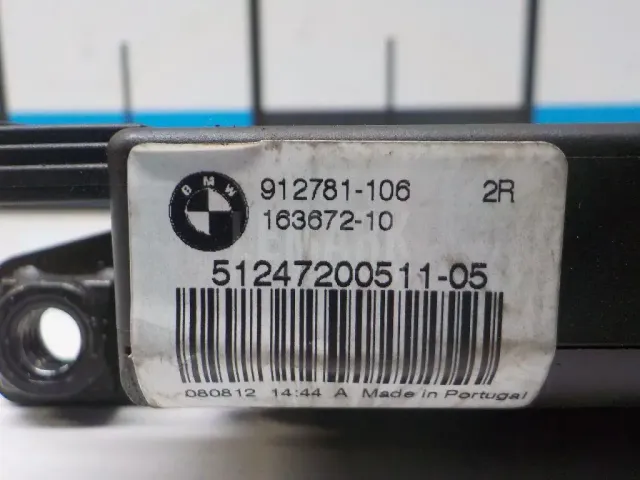 BMW
912781-106 2R
163672-10
51247200511-05
080812 14:44 A Made in Portugal